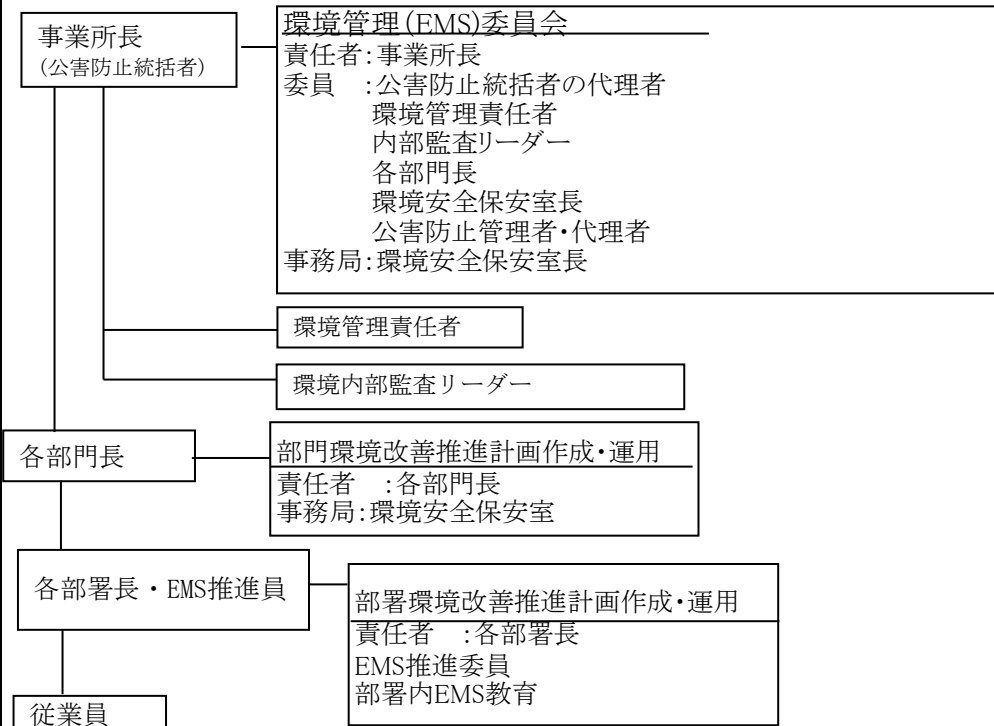 事業所長
(公害防止統括者)
環境管理(EMS)委員会
責任者:事業所長
委員 :公害防止統括者の代理者
環境管理責任者
内部監査リーダー
各部門長
環境安全保安室長
公害防止管理者・代理者
事務局:環境安全保安室長
環境管理責任者
環境内部監査リーダー
各部門長
部門環境改善推進計画作成・運用
責任者 :各部門長
事務局:環境安全保安室
各部署長・EMS推進員
部署環境改善推進計画作成・運用
責任者 :各部署長
EMS推進委員
部署内EMS教育
従業員